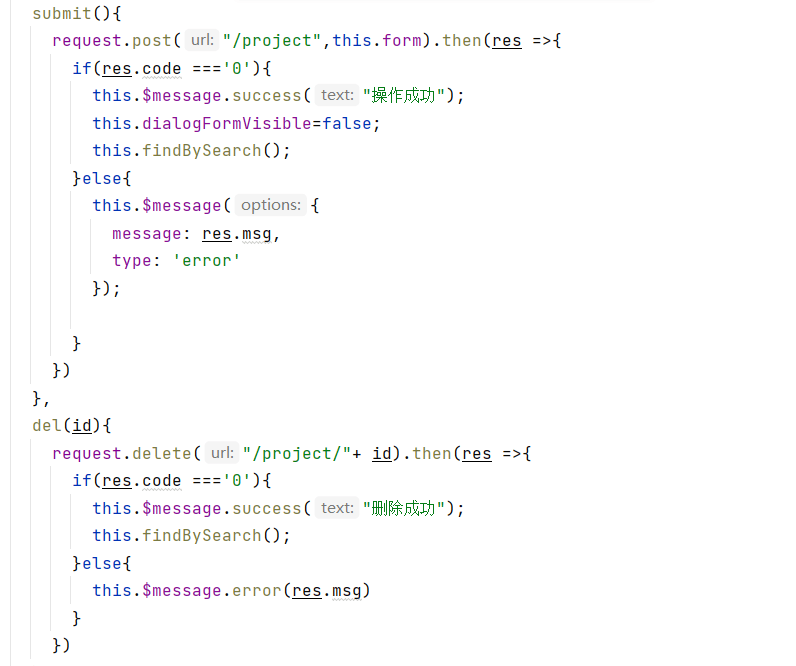 submit(){
request.post( url: "/project",this.form).then(res =>{
if(res.code ==='0'){
this.$message.success( text: "操作成功");
this.dialogFormVisible=false;
this.findBySearch();
}else{
this.$message( options: {
message: res.msg,
type: 'error'
});
}
})
},
del(id){
request.delete( url: "/project/"+ id).then(res =>{
if(res.code ==='0'){
this.$message.success( text: "删除成功");
this.findBySearch();
}else{
this.$message.error(res.msg)
}
})